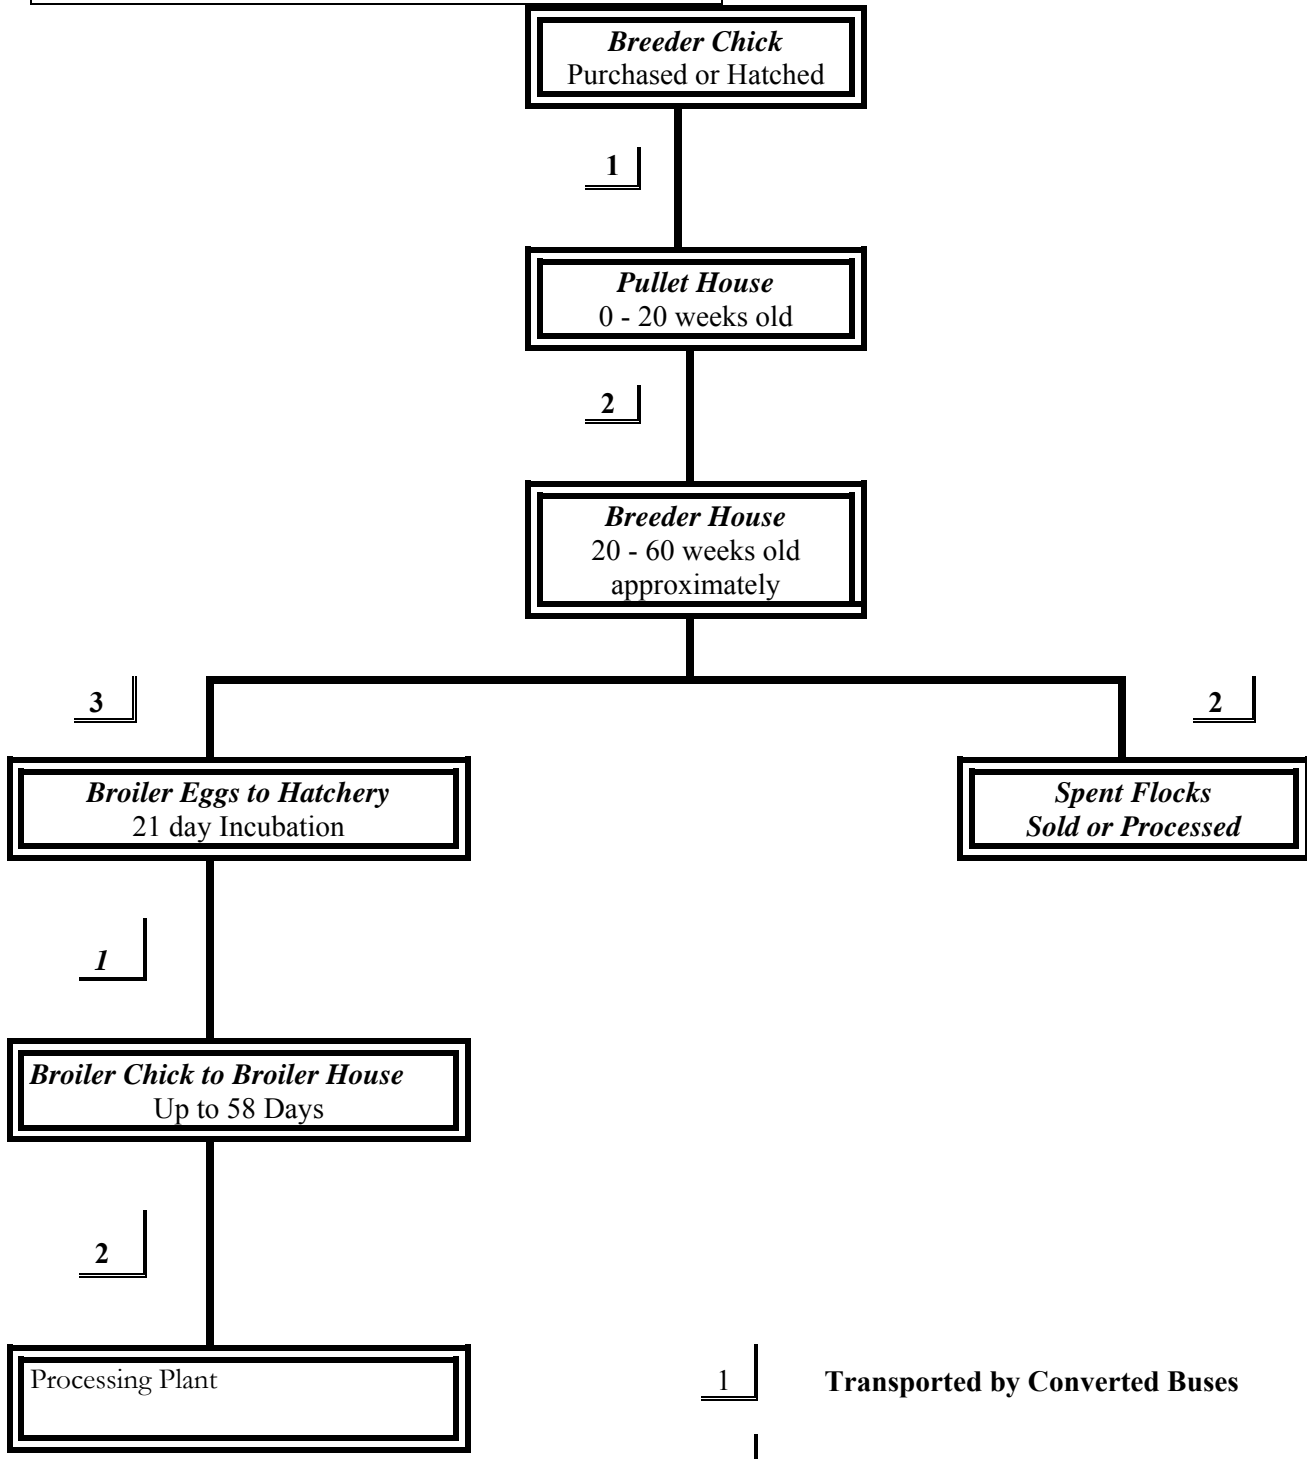 Breeder Chick
Purchased or Hatched
1
Pullet House
0 - 20 weeks old
2
Breeder House
20 - 60 weeks old
approximately
3
2
Broiler Eggs to Hatchery
21 day Incubation
Spent Flocks
Sold or Processed
1
Broiler Chick to Broiler House
Up to 58 Days
2
Processing Plant
1 Transported by Converted Buses